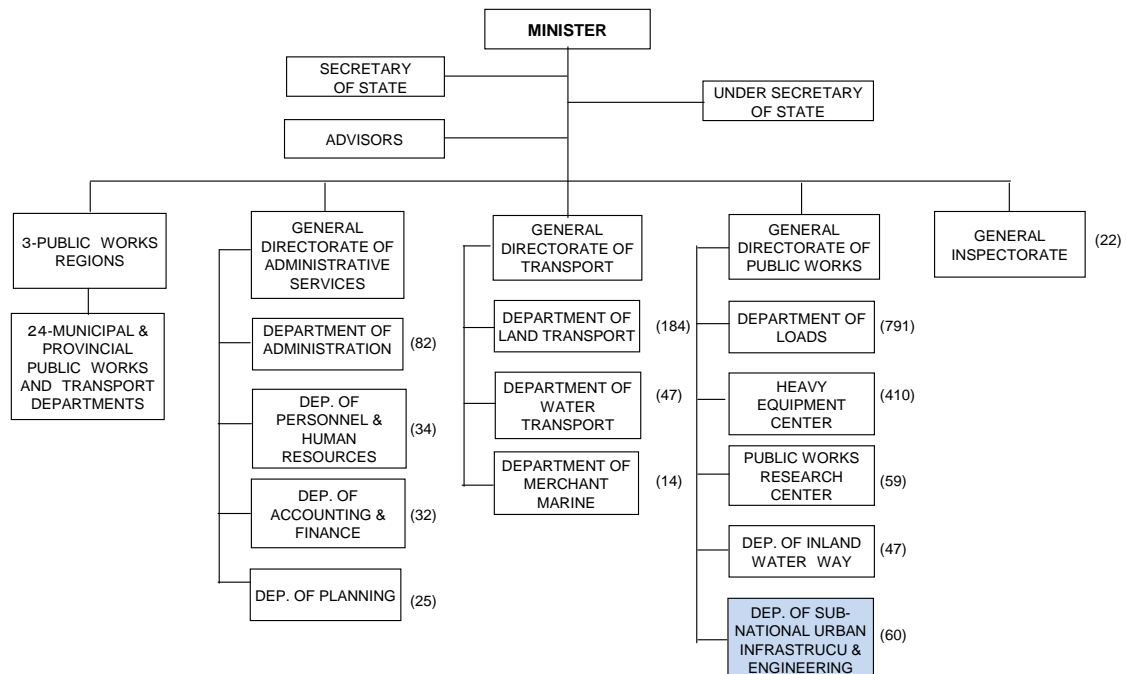 MINISTER
SECRETARY
OF STATE
UNDER SECRETARY
OF STATE
ADVISORS
3-PUBLIC WORKS
REGIONS
24-MUNICIPAL &
PROVINCIAL
PUBLIC WORKS
AND TRANSPORT
DEPARTMENTS
GENERAL
DIRECTORATE OF
ADMINISTRATIVE
SERVICES
DEPARTMENT OF
ADMINISTRATION
(82)
DEP. OF
PERSONNEL &
HUMAN
RESOURCES
(34)
DEP. OF
ACCOUNTING &
FINANCE
(32)
DEP. OF PLANNING
(25)
GENERAL
DIRECTORATE OF
TRANSPORT
DEPARTMENT OF
LAND TRANSPORT
(184)
DEPARTMENT OF
WATER
TRANSPORT
(47)
DEPARTMENT OF
MERCHANT
MARINE
(14)
GENERAL
DIRECTORATE OF
PUBLIC WORKS
DEPARTMENT OF
LOADS
(791)
HEAVY
EQUIPMENT
CENTER
(410)
PUBLIC WORKS
RESEARCH
CENTER
(59)
DEP. OF INLAND
WATER WAY
(47)
DEP. OF SUB-
NATIONAL URBAN
INFRASTRUCU &
ENGINEERING
(60)
GENERAL
INSPECTORATE
(22)